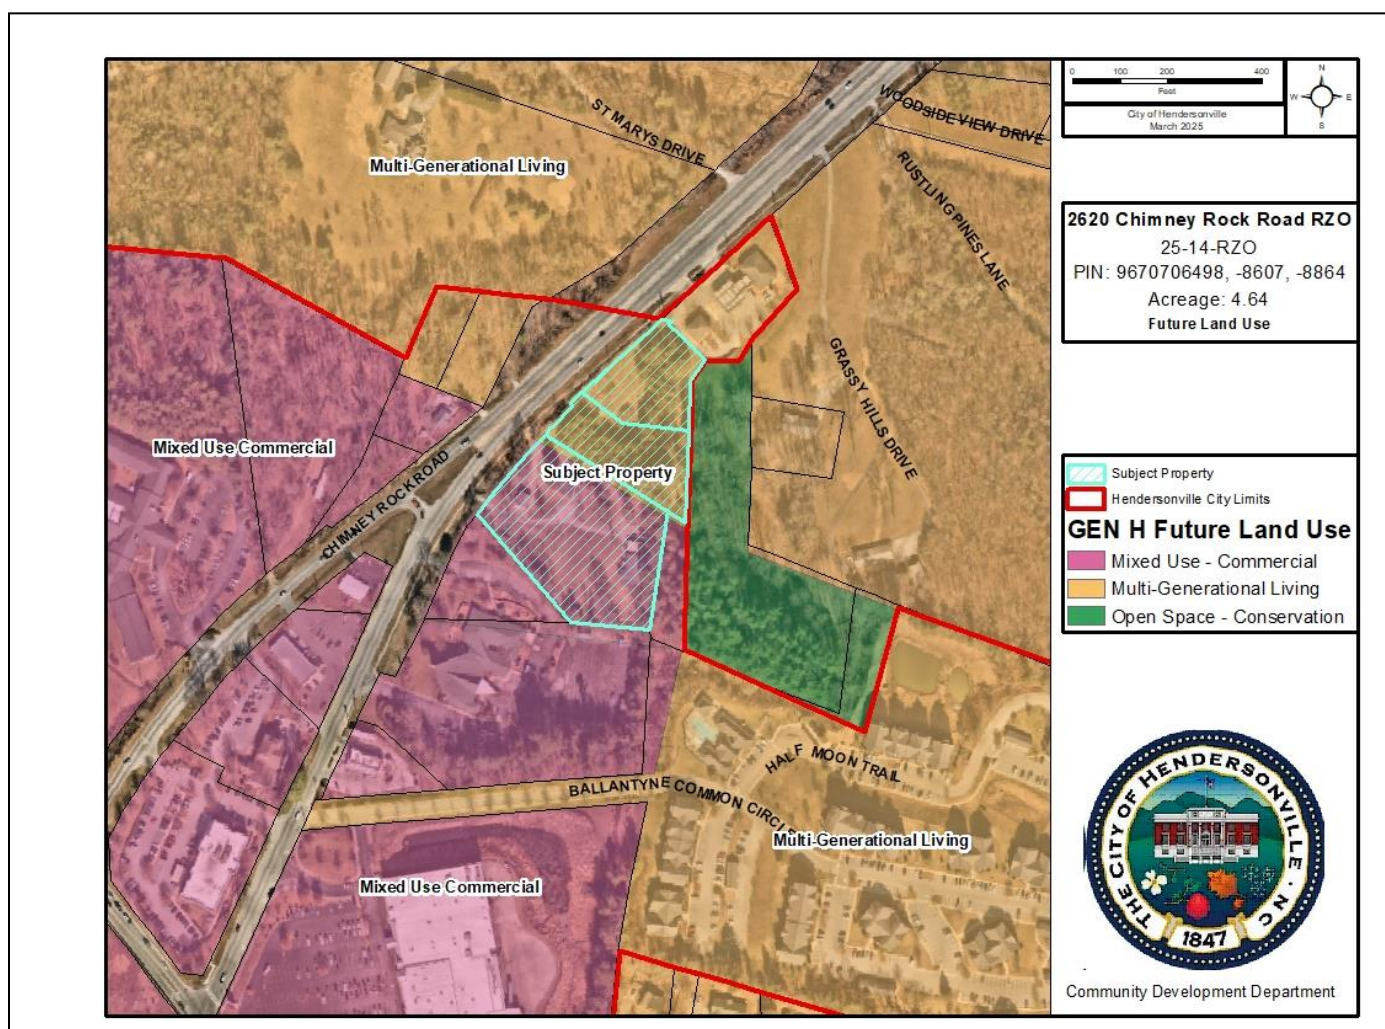 0 100 200 400
Feet
N
W E
S
City of Hendersonville
March 2025
2620 Chimney Rock Road RZO
25-14-RZO
PIN: 9670706498, -8607, -8864
Acreage: 4.64
Future Land Use
Subject Property
Hendersonville City Limits
GEN H Future Land Use
Mixed Use - Commercial
Multi-Generational Living
Open Space - Conservation
THE CITY OF HENDERSONVILLE · NC
1847
Community Development Department
WOODSIDE VIEW DRIVE
ST MARYS DRIVE
Multi-Generational Living
RUSTLING PINES LANE
GRASSY HILLS DRIVE
Mixed Use Commercial
CHIMNEY ROCK ROAD
Subject Property
HALF MOON TRAIL
BALLANTYNE COMMON CIRCLE
Multi-Generational Living
Mixed Use Commercial